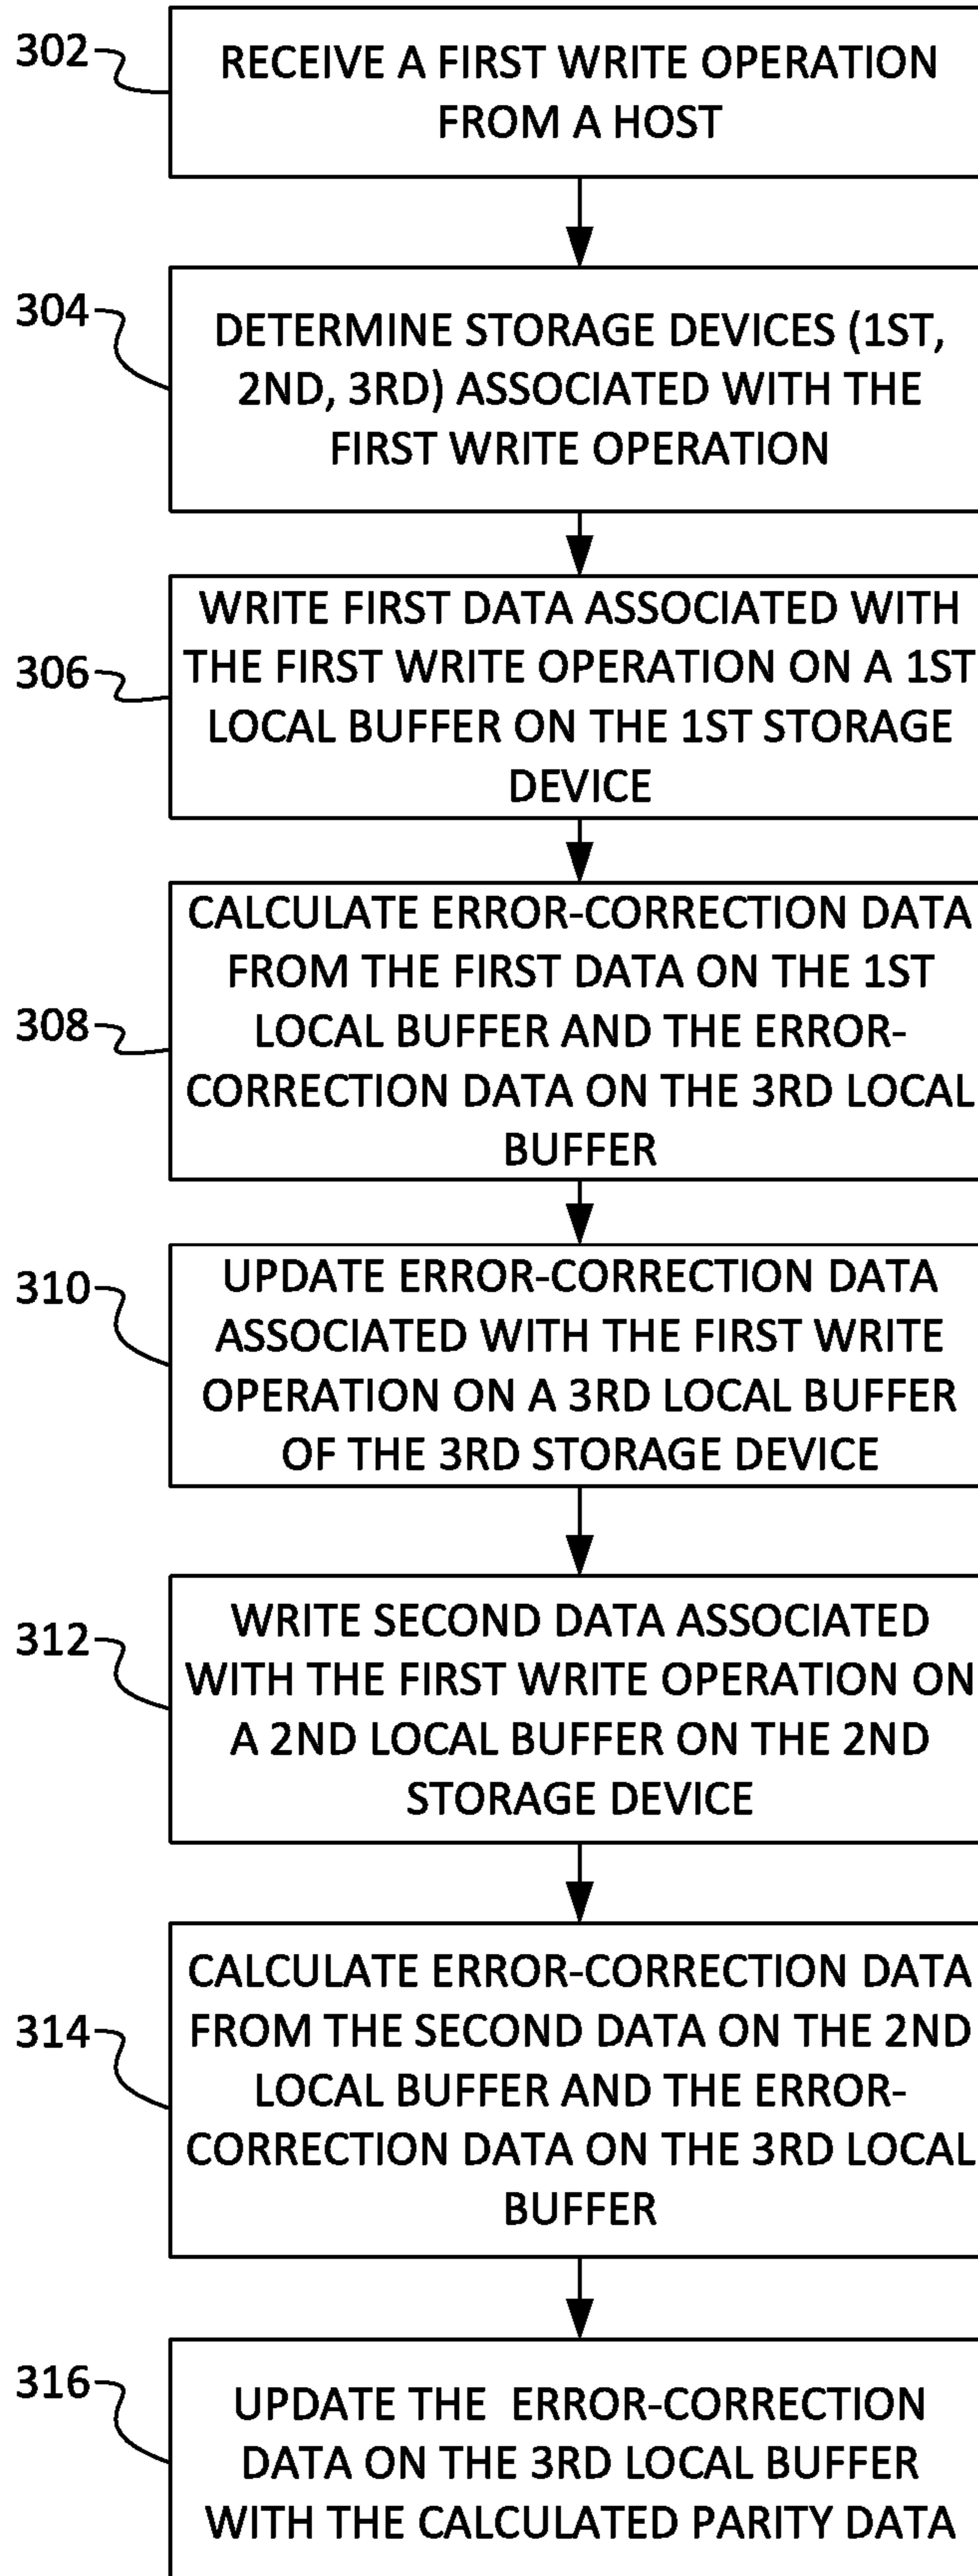 302
RECEIVE A FIRST WRITE OPERATION
FROM A HOST
304
DETERMINE STORAGE DEVICES (1ST,
2ND, 3RD) ASSOCIATED WITH THE
FIRST WRITE OPERATION
306
WRITE FIRST DATA ASSOCIATED WITH
THE FIRST WRITE OPERATION ON A 1ST
LOCAL BUFFER ON THE 1ST STORAGE
DEVICE
308
CALCULATE ERROR-CORRECTION DATA
FROM THE FIRST DATA ON THE 1ST
LOCAL BUFFER AND THE ERROR-
CORRECTION DATA ON THE 3RD LOCAL
BUFFER
310
UPDATE ERROR-CORRECTION DATA
ASSOCIATED WITH THE FIRST WRITE
OPERATION ON A 3RD LOCAL BUFFER
OF THE 3RD STORAGE DEVICE
312
WRITE SECOND DATA ASSOCIATED
WITH THE FIRST WRITE OPERATION ON
A 2ND LOCAL BUFFER ON THE 2ND
STORAGE DEVICE
314
CALCULATE ERROR-CORRECTION DATA
FROM THE SECOND DATA ON THE 2ND
LOCAL BUFFER AND THE ERROR-
CORRECTION DATA ON THE 3RD LOCAL
BUFFER
316
UPDATE THE ERROR-CORRECTION
DATA ON THE 3RD LOCAL BUFFER
WITH THE CALCULATED PARITY DATA